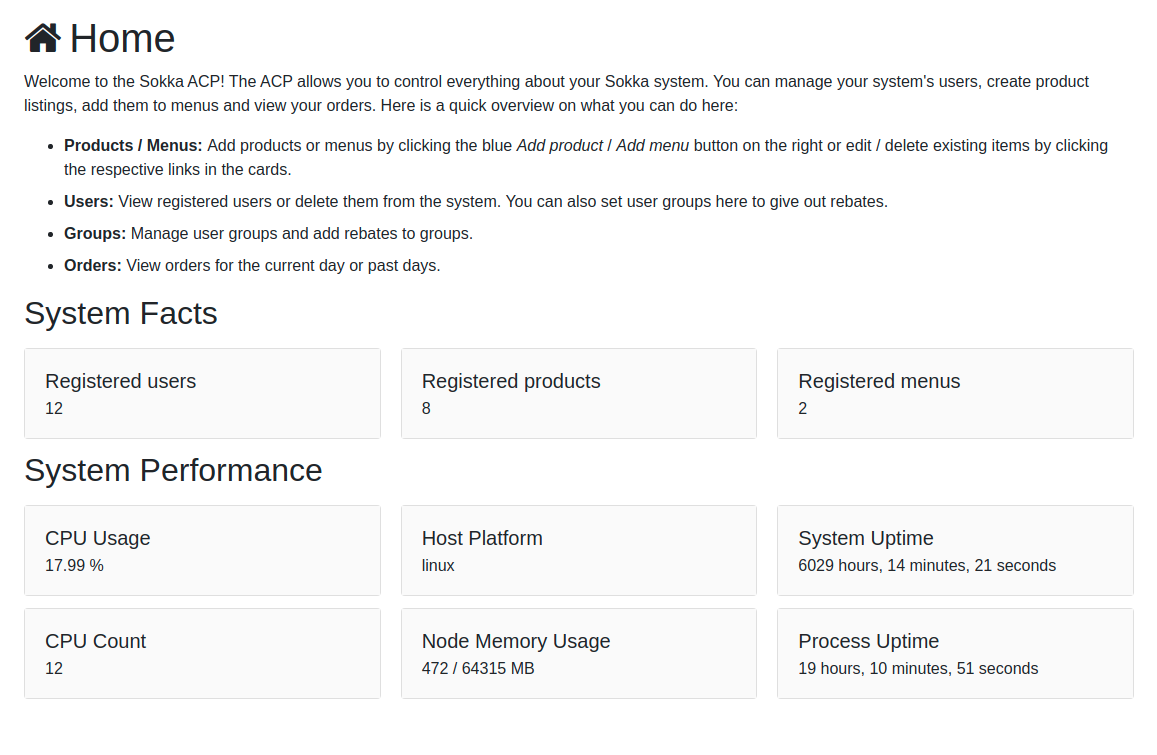 Home
Welcome to the Sokka ACP! The ACP allows you to control everything about your Sokka system. You can manage your system's users, create product
listings, add them to menus and view your orders. Here is a quick overview on what you can do here:
• Products / Menus: Add products or menus by clicking the blue Add product / Add menu button on the right or edit / delete existing items by clicking
the respective links in the cards.
• Users: View registered users or delete them from the system. You can also set user groups here to give out rebates.
• Groups: Manage user groups and add rebates to groups.
• Orders: View orders for the current day or past days.
System Facts
Registered users
12
Registered products
8
Registered menus
2
System Performance
CPU Usage
17.99 %
Host Platform
linux
System Uptime
6029 hours, 14 minutes, 21 seconds
CPU Count
12
Node Memory Usage
472 / 64315 MB
Process Uptime
19 hours, 10 minutes, 51 seconds